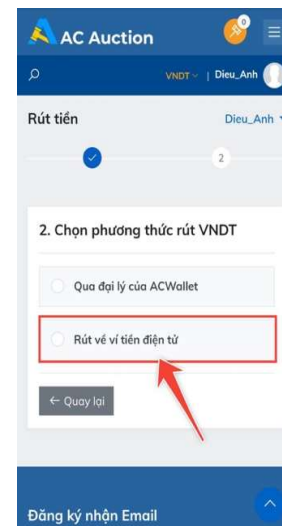 AC Auction
0
VNDT | Dieu_Anh
Rút tiền Dieu_Anh
2
2. Chọn phương thức rút VNDT
Qua đại lý của ACWallet
Rút về ví tiền điện tử
← Quay lại
Đăng ký nhận Email